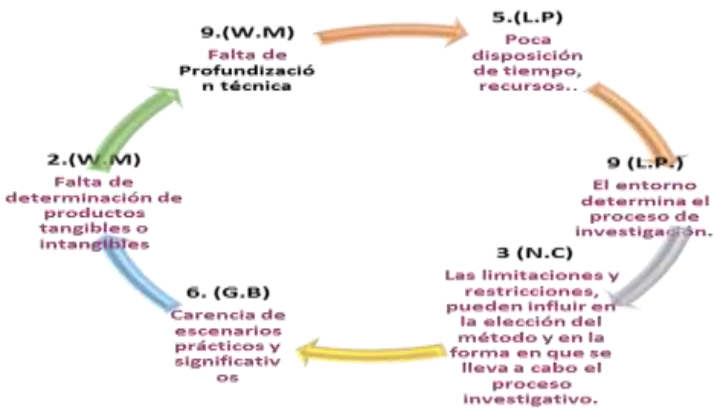 9.(W.M)
Falta de
Profundizació
n técnica
5.(L.P)
Poca
disposición
de tiempo,
recursos..
9 (L.P.)
El entorno
determina el
proceso de
investigación.
3 (N.C)
Las limitaciones y
restricciones,
pueden influir en
la elección del
método y en la
forma en que se
lleva a cabo el
proceso
investigativo.
6. (G.B)
Carencia de
escenarios
prácticos y
significativ
os
2.(W.M)
Falta de
determinación de
productos
tangibles o
intangibles